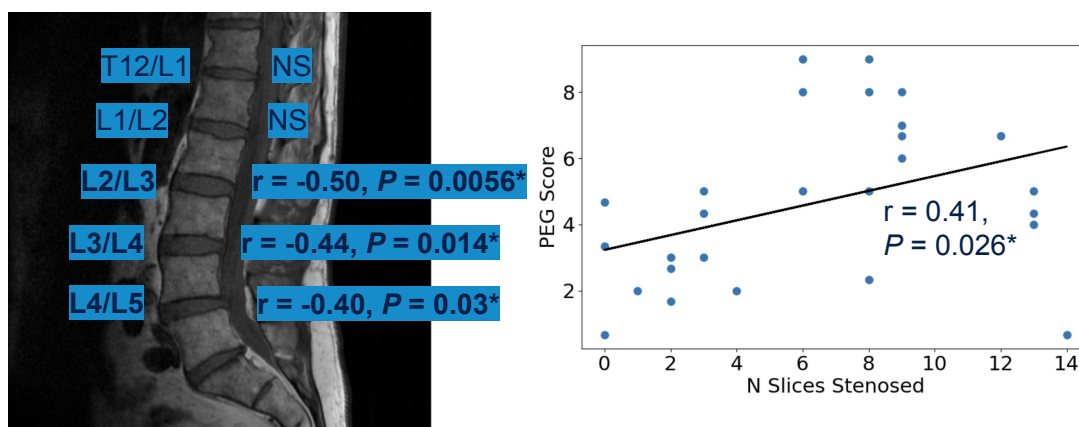 T12/L1 NS
L1/L2 NS
L2/L3 r = -0.50, P = 0.0056*
L3/L4 r = -0.44, P = 0.014*
L4/L5 r = -0.40, P = 0.03*
PEG Score
8
6
4
2
r = 0.41,
P = 0.026*
0 2 4 6 8 10 12 14
N Slices Stenosed